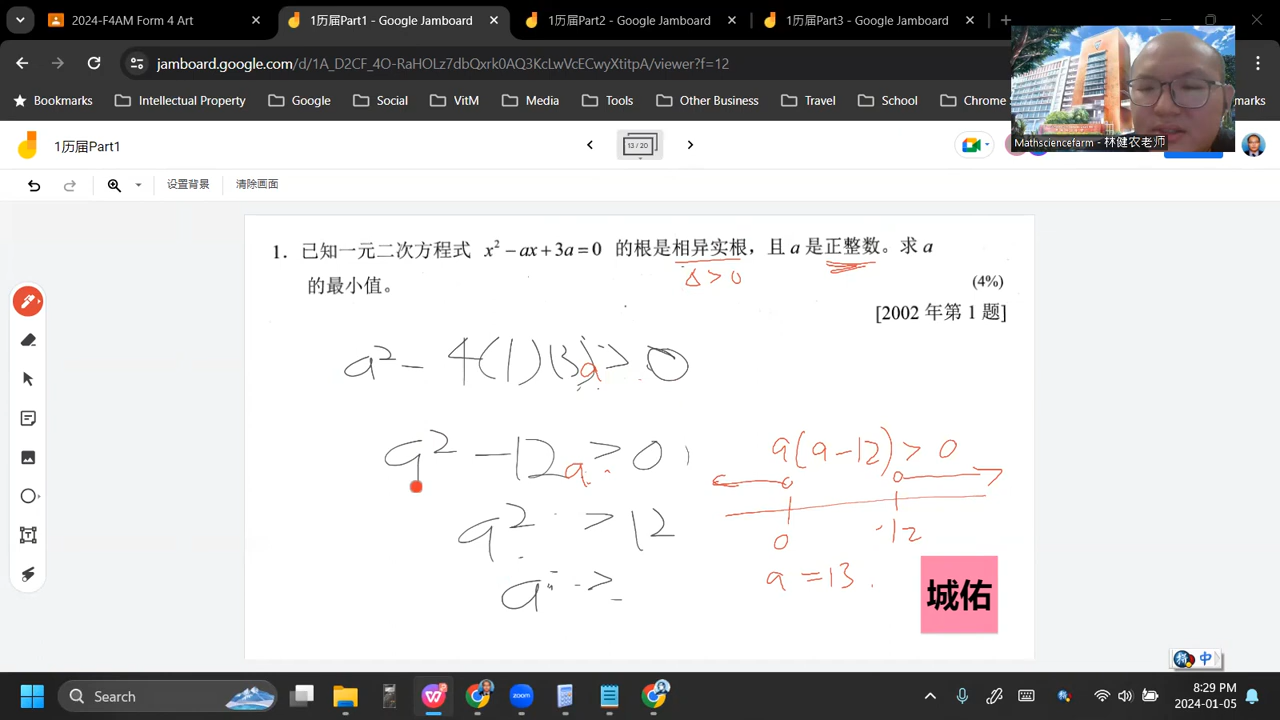 2024-F4AM Form 4 Art
1历届Part1 - Google Jamboard
1历届Part2 - Google Jamboard
1历届Part3 - Google Jamboard
jamboard.google.com/d/1A_D2CF_4O-RaHOLz7dbQxrk0AQ3KcLwVcECwyXtitpA/viewer?f=12
Bookmarks
Intellectual Property
Social
VitM
Media
Tools
Other
Travel
School
Chrome
Mathsciencefarm - 林健农老师
1历届Part1
13 / 20
设置背景
清除画面
1. 已知一元二次方程式 x² − ax + 3a = 0 的根是相异实根，且 a 是正整数。求 a
的最小值。
(4%)
[2002 年第 1 题]
Δ > 0
a² − 4(1)(3a) > 0
a² − 12a > 0
a² > 12
a >
a(a − 12) > 0
0
12
a = 13
城佑
中
Search
zoom
8:29 PM
2024-01-05